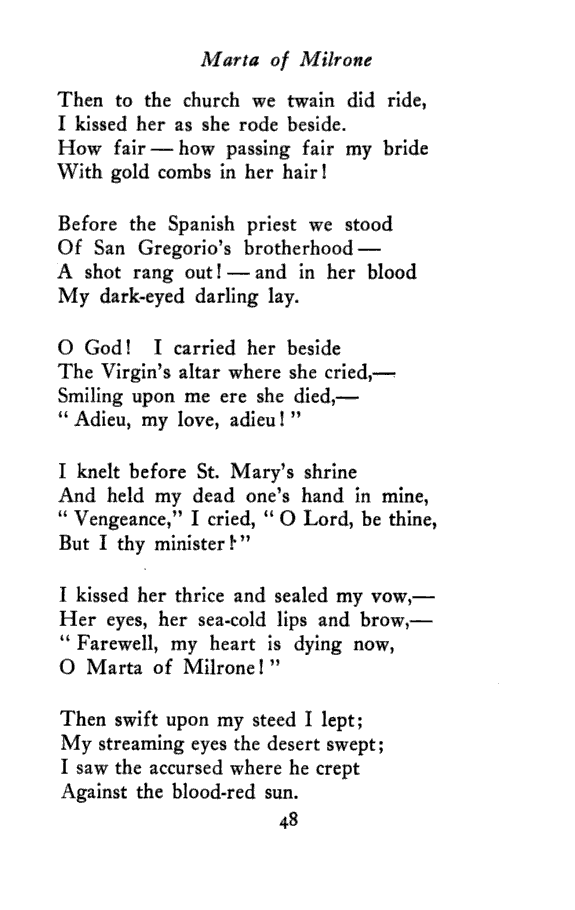 Marta of Milrone
Then to the church we twain did ride,
I kissed her as she rode beside.
How fair — how passing fair my bride
With gold combs in her hair!
Before the Spanish priest we stood
Of San Gregorio's brotherhood —
A shot rang out! — and in her blood
My dark-eyed darling lay.
O God! I carried her beside
The Virgin's altar where she cried,—
Smiling upon me ere she died,—
“ Adieu, my love, adieu! ”
I knelt before St. Mary's shrine
And held my dead one's hand in mine,
“ Vengeance,” I cried, “ O Lord, be thine,
But I thy minister!”
I kissed her thrice and sealed my vow,—
Her eyes, her sea-cold lips and brow,—
“ Farewell, my heart is dying now,
O Marta of Milrone! ”
Then swift upon my steed I lept;
My streaming eyes the desert swept;
I saw the accursed where he crept
Against the blood-red sun.
48